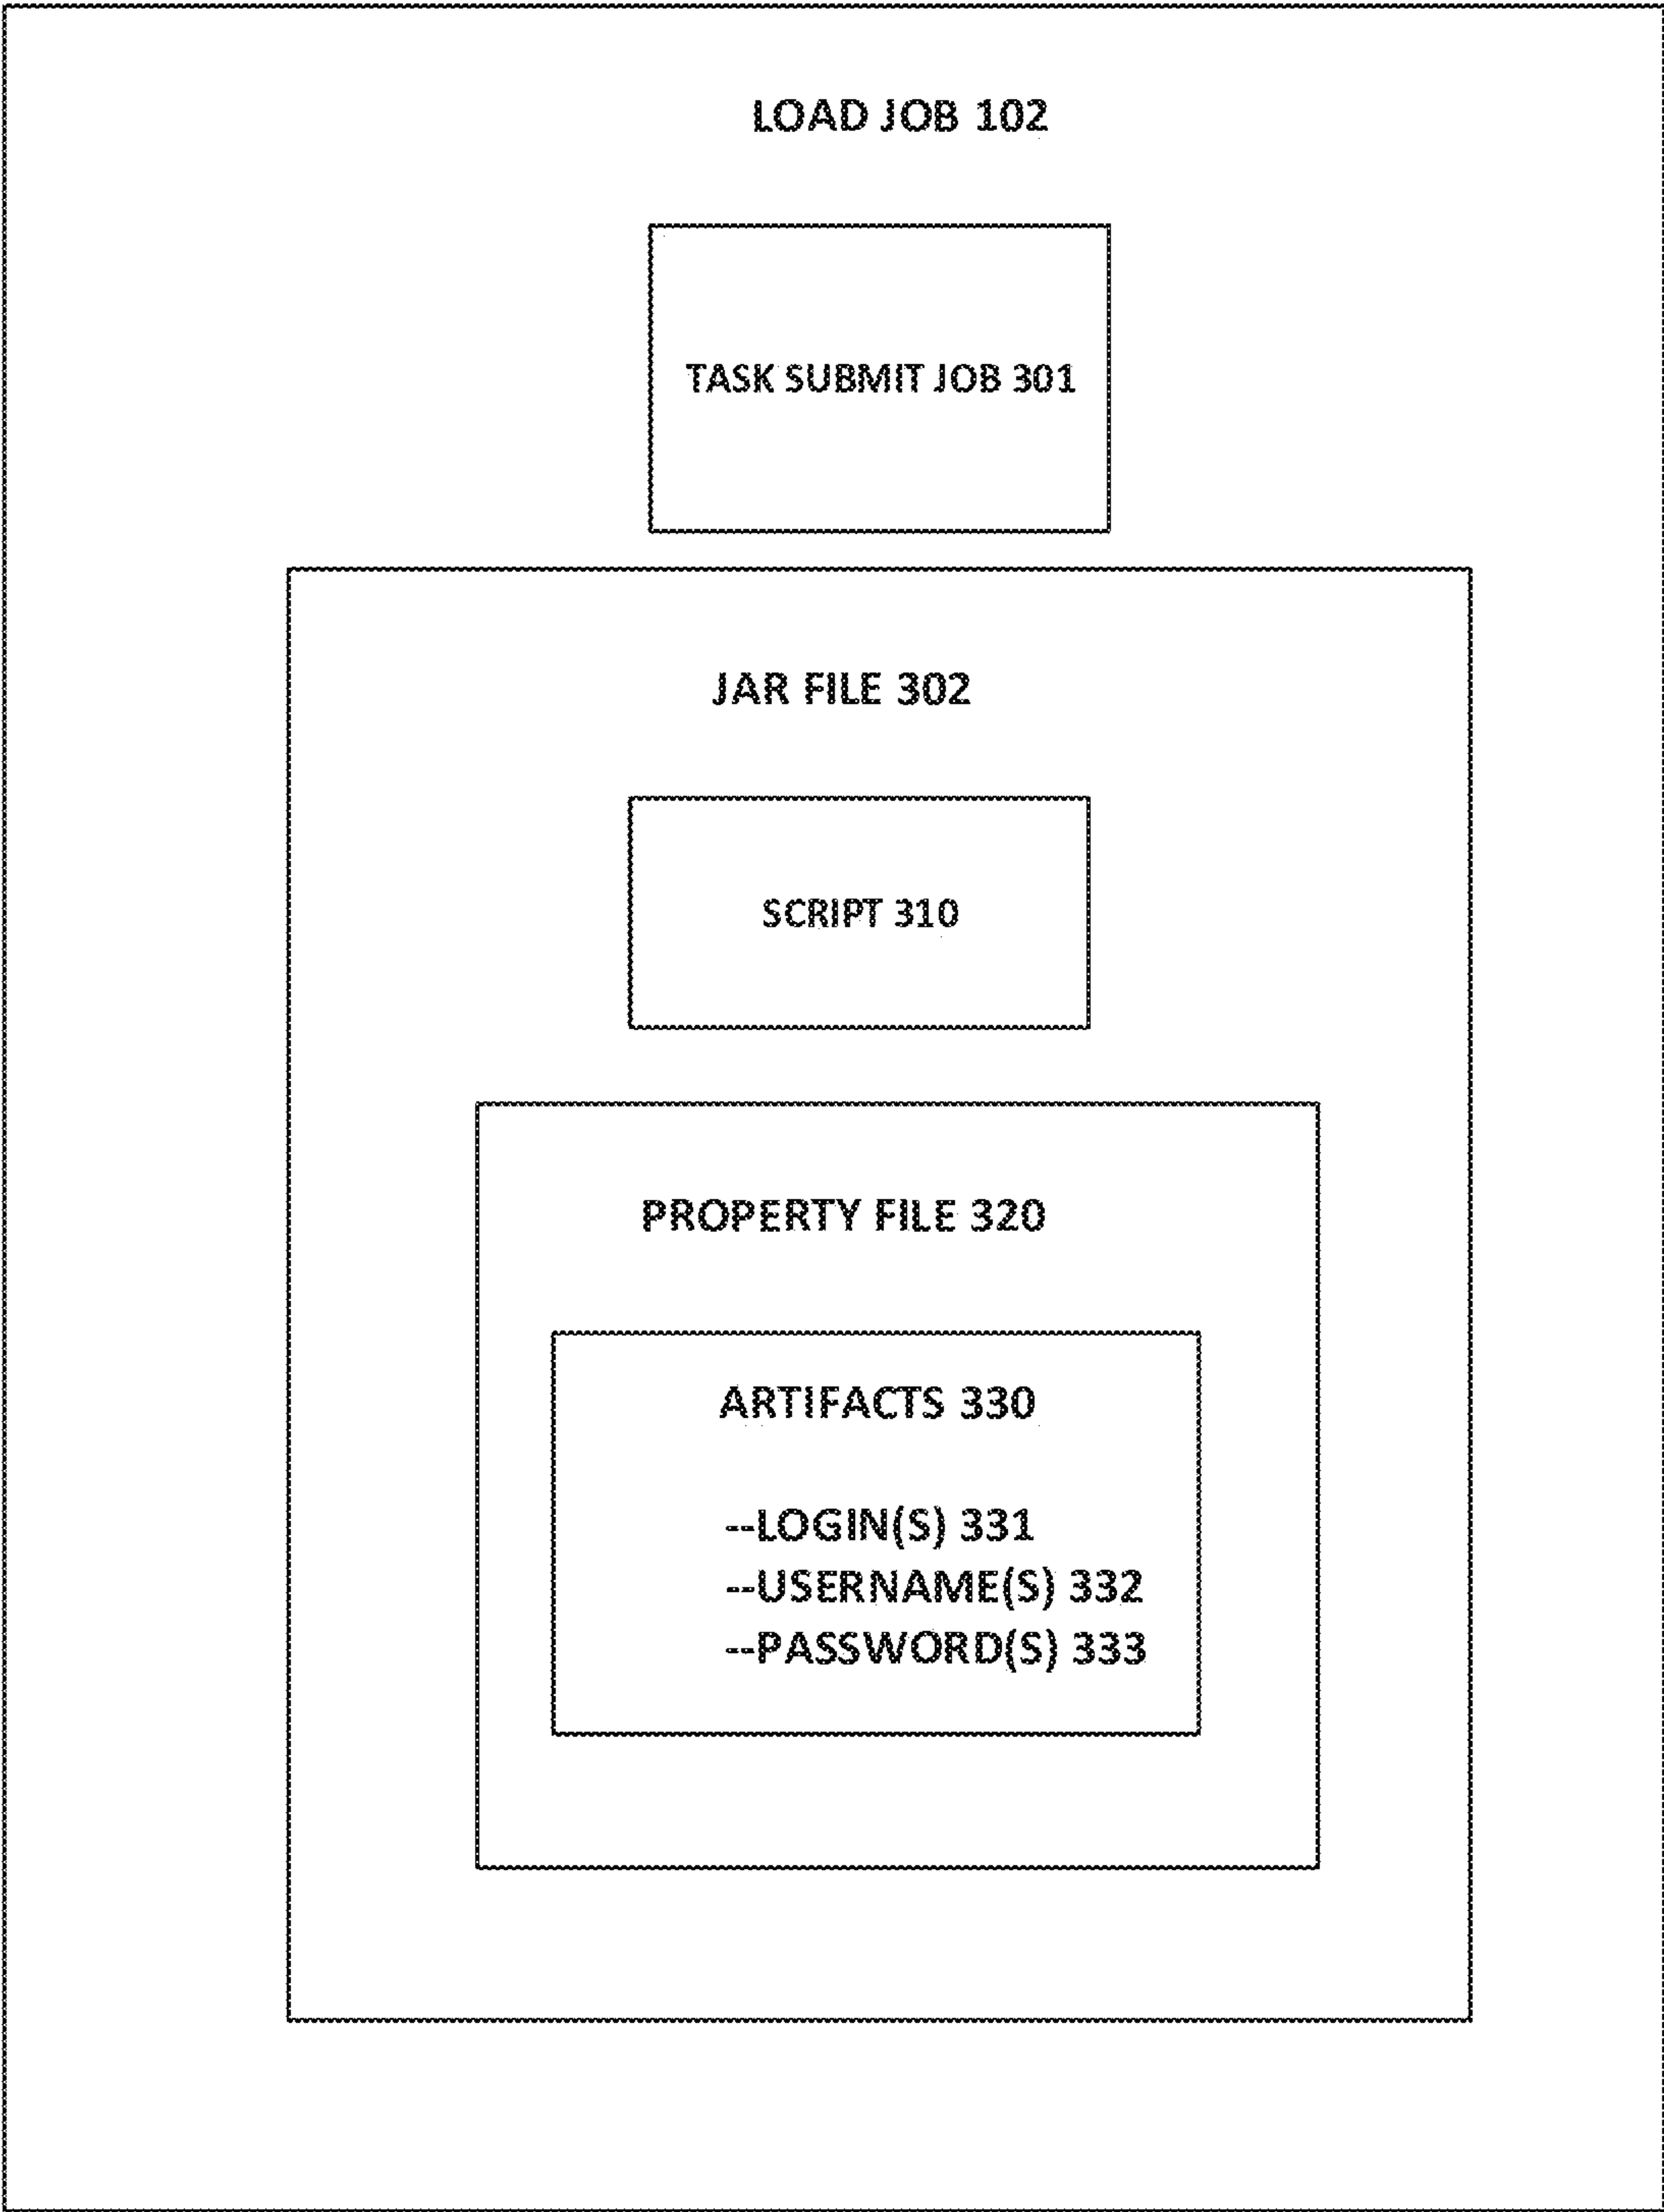 LOAD JOB 102
TASK SUBMIT JOB 301
JAR FILE 302
SCRIPT 310
PROPERTY FILE 320
ARTIFACTS 330
--LOGIN(S) 331
--USERNAME(S) 332
--PASSWORD(S) 333